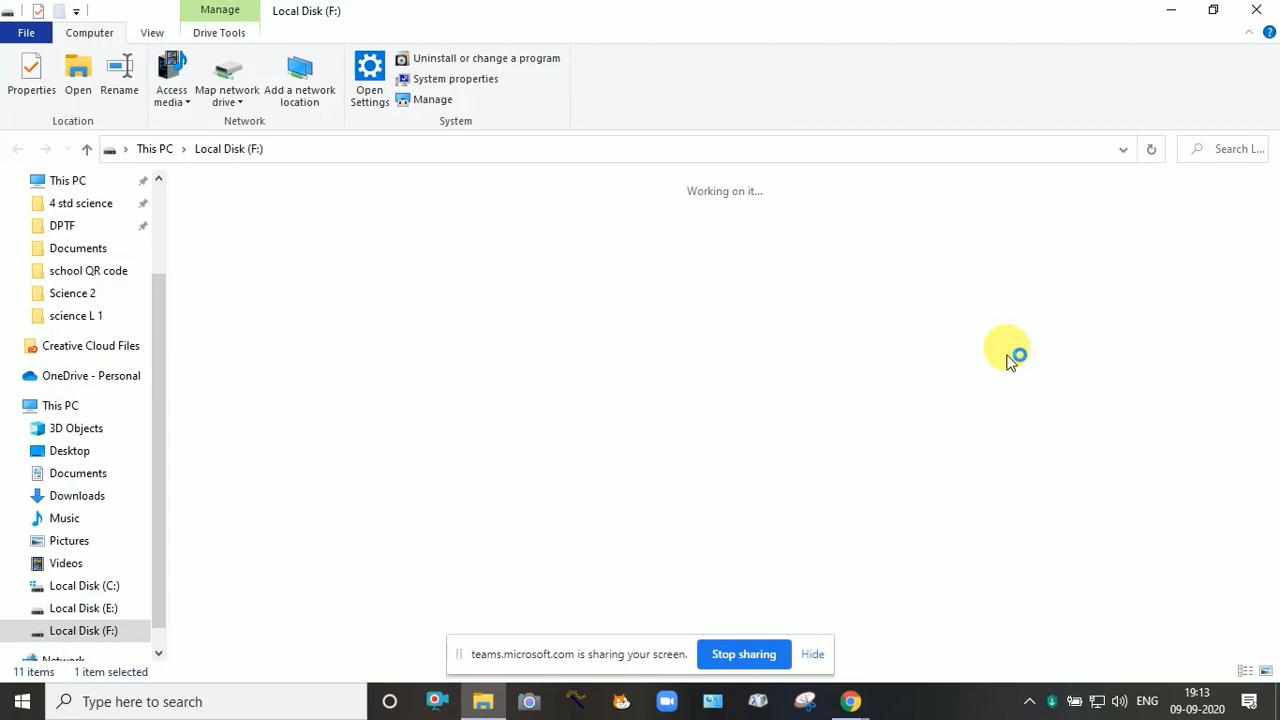 Manage
Local Disk (F:)
File
Computer
View
Drive Tools
Properties
Open
Rename
Access
media
Map network
drive
Add a network
location
Open
Settings
Uninstall or change a program
System properties
Manage
Location
Network
System
This PC
Local Disk (F:)
Search L...
Working on it...
This PC
4 std science
DPTF
Documents
school QR code
Science 2
science L 1
Creative Cloud Files
OneDrive - Personal
This PC
3D Objects
Desktop
Documents
Downloads
Music
Pictures
Videos
Local Disk (C:)
Local Disk (E:)
Local Disk (F:)
Network
teams.microsoft.com is sharing your screen.
Stop sharing
Hide
11 items
1 item selected
Type here to search
ENG
19:13
09-09-2020